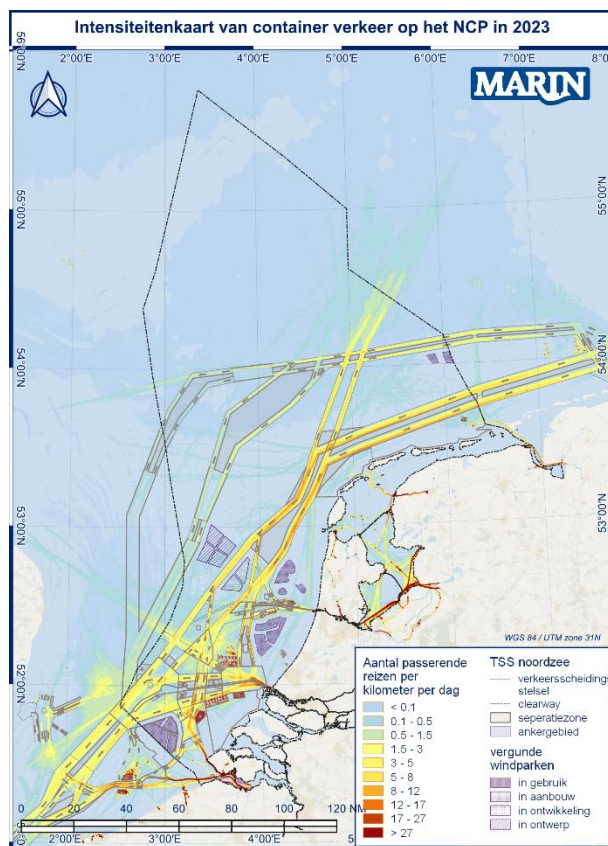 Intensiteitenkaart van container verkeer op het NCP in 2023
2°00'E 3°00'E 4°00'E 5°00'E 6°00'E 7°00'E
56°N
MARIN
55°00'N 55°00'N
54°00'N 54°00'N
53°00'N 53°00'N
52°00'N
WGS 84 / UTM zone 31N
Aantal passerende
reizen per
kilometer per dag
< 0.1
0.1 - 0.5
0.5 - 1.5
1.5 - 3
3 - 5
5 - 8
8 - 12
12 - 17
17 - 27
> 27
TSS noordzee
verkeersscheidings
stelsel
clearway
seperatiezone
ankergebied
vergunde
windparken
in gebruik
in aanbouw
in ontwikkeling
in ontwerp
0 20 40 60 80 100 120 NM
2°00'E 3°00'E 4°00'E